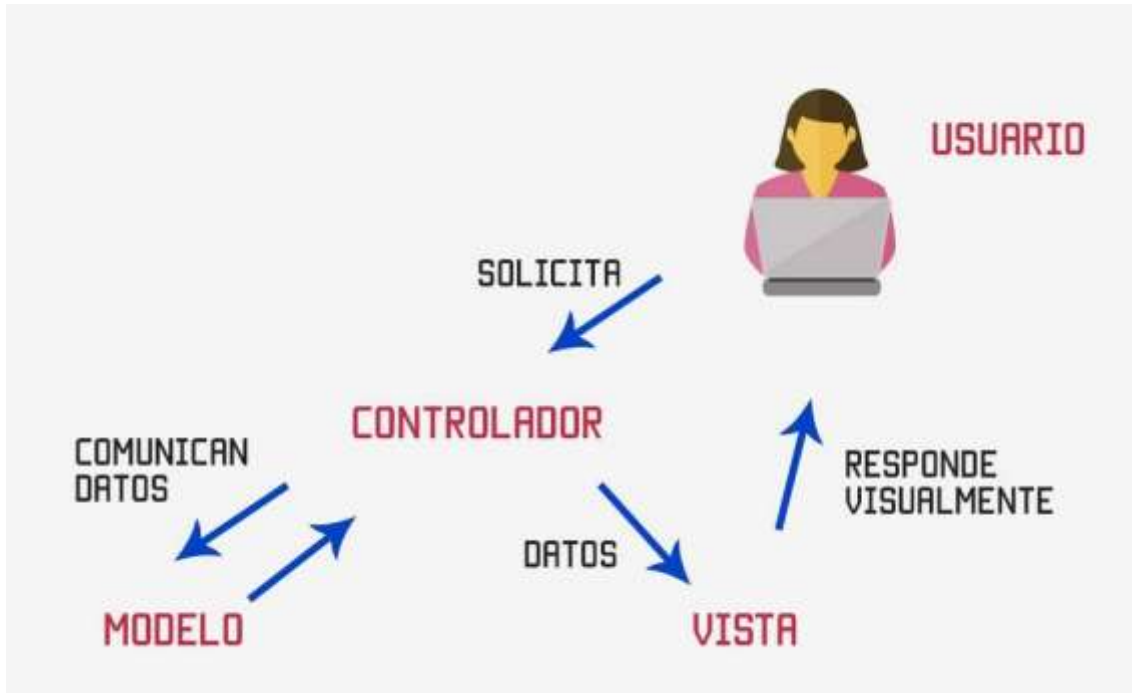 USUARIO
SOLICITA
CONTROLADOR
COMUNICAN
DATOS
RESPONDE
VISUALMENTE
DATOS
MODELO
VISTA